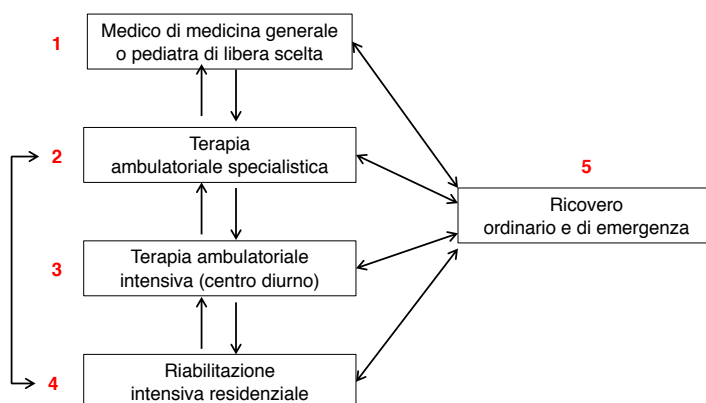 1
Medico di medicina generale
o pediatra di libera scelta
2
Terapia
ambulatoriale specialistica
5
Ricovero
ordinario e di emergenza
3
Terapia ambulatoriale
intensiva (centro diurno)
4
Riabilitazione
intensiva residenziale